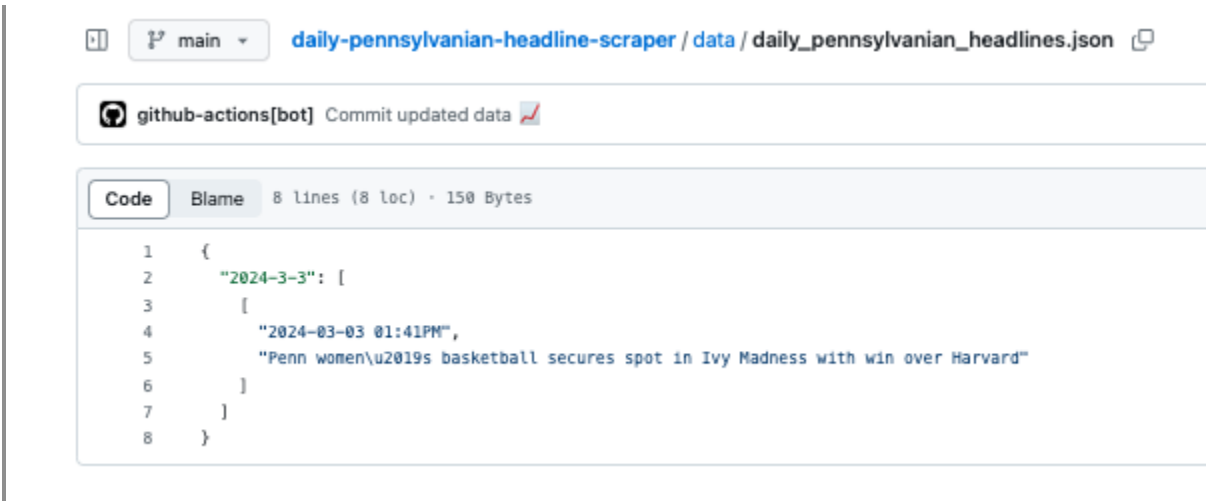 main daily-pennsylvanian-headline-scraper / data / daily_pennsylvanian_headlines.json
github-actions[bot] Commit updated data 📈
Code Blame 8 lines (8 loc) · 150 Bytes
1 {
2   "2024-3-3": [
3     [
4       "2024-03-03 01:41PM",
5       "Penn women\u2019s basketball secures spot in Ivy Madness with win over Harvard"
6     ]
7   ]
8 }